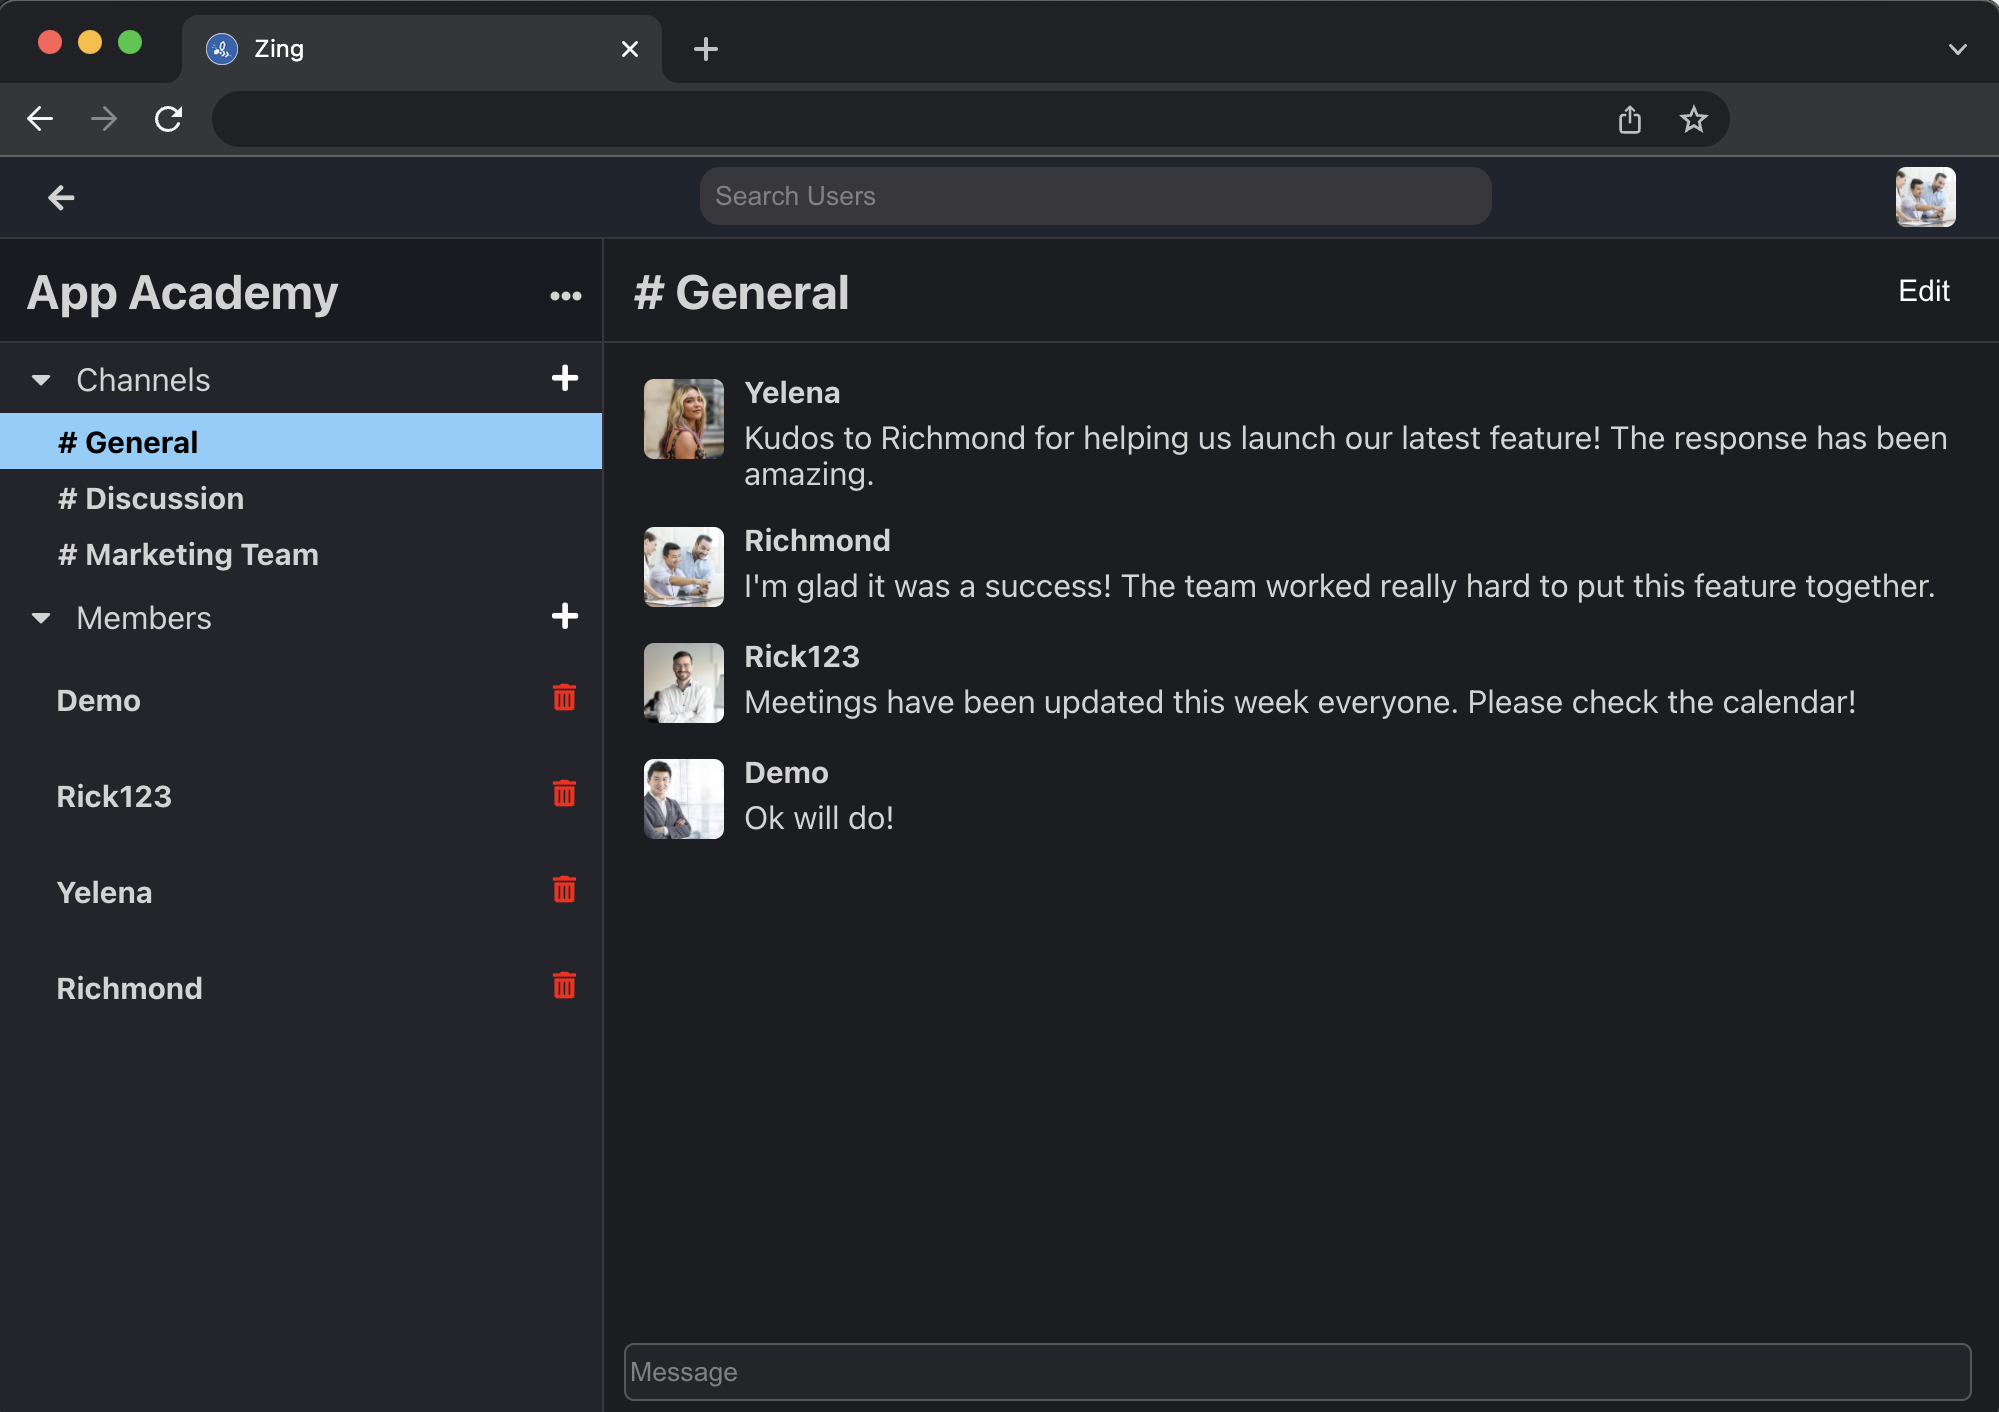 Zing
Search Users
App Academy
# General
Edit
Channels
# General
# Discussion
# Marketing Team
Members
Demo
Rick123
Yelena
Richmond
Yelena
Kudos to Richmond for helping us launch our latest feature! The response has been
amazing.
Richmond
I'm glad it was a success! The team worked really hard to put this feature together.
Rick123
Meetings have been updated this week everyone. Please check the calendar!
Demo
Ok will do!
Message